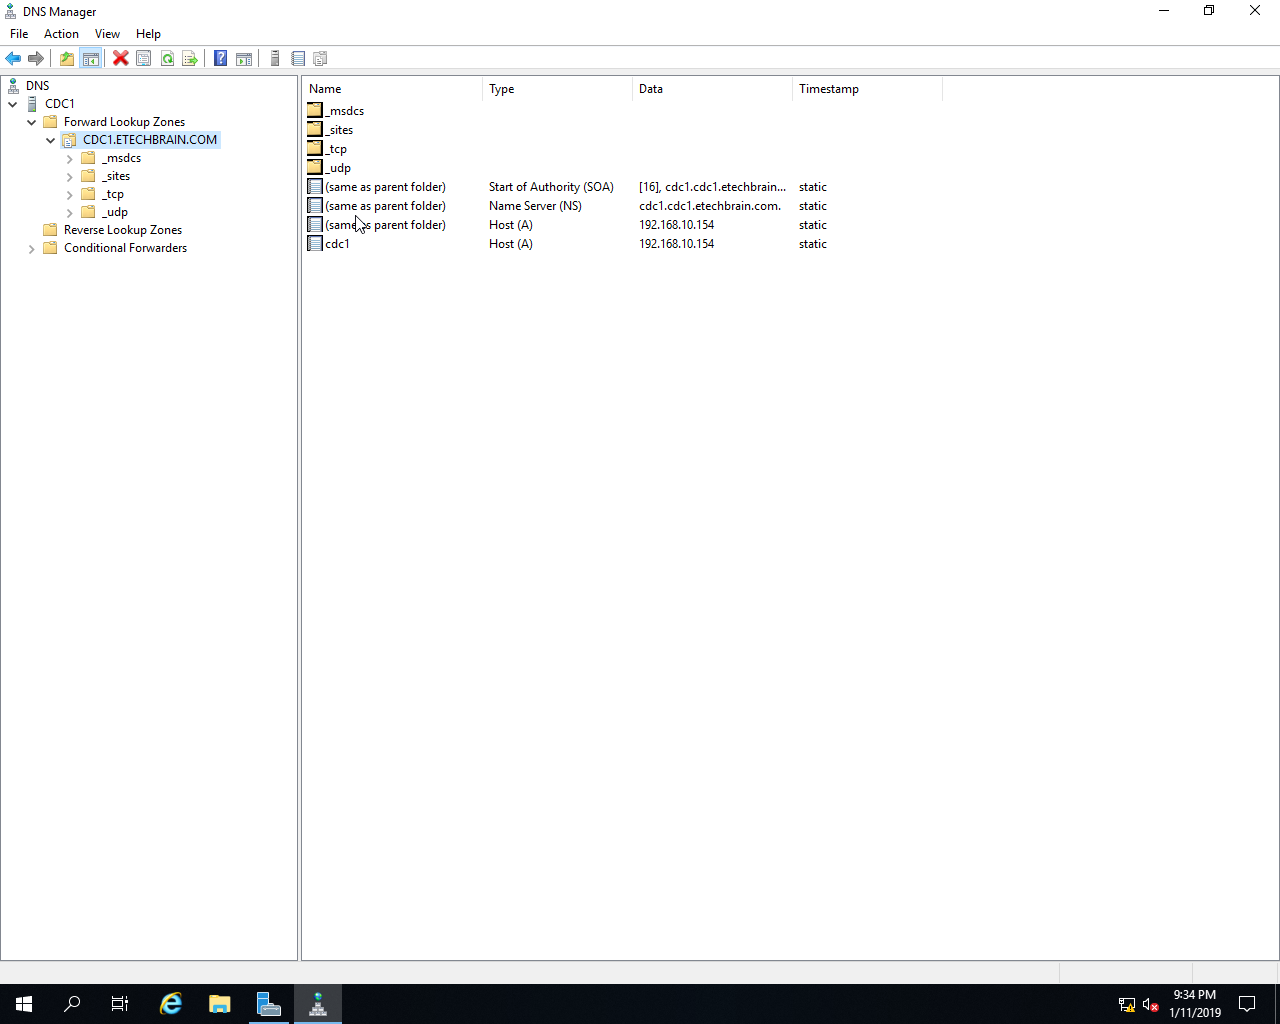 DNS Manager
File Action View Help
DNS
CDC1
Forward Lookup Zones
CDC1.ETECHBRAIN.COM
_msdcs
_sites
_tcp
_udp
Reverse Lookup Zones
Conditional Forwarders
Name Type Data Timestamp
_msdcs
_sites
_tcp
_udp
(same as parent folder) Start of Authority (SOA) [16], cdc1.cdc1.etechbrain... static
(same as parent folder) Name Server (NS) cdc1.cdc1.etechbrain.com. static
(same as parent folder) Host (A) 192.168.10.154 static
cdc1 Host (A) 192.168.10.154 static
9:34 PM
1/11/2019